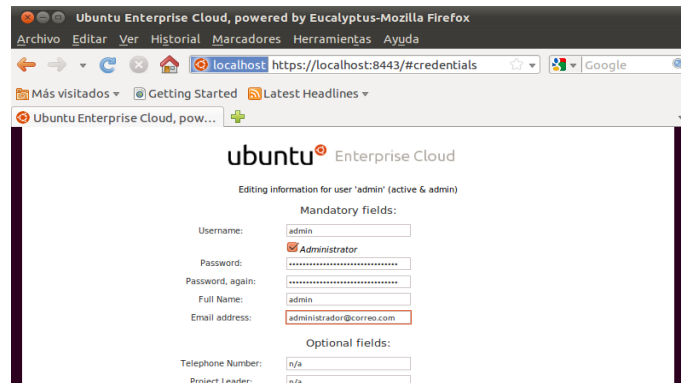 Ubuntu Enterprise Cloud, powered by Eucalyptus-Mozilla Firefox
Archivo Editar Ver Historial Marcadores Herramientas Ayuda
localhost https://localhost:8443/#credentials Google
Más visitados Getting Started Latest Headlines
Ubuntu Enterprise Cloud, pow...
ubuntu Enterprise Cloud
Editing information for user 'admin' (active & admin)
Mandatory fields:
Username: admin
Administrator
Password:
Password, again:
Full Name: admin
Email address: administrador@correo.com
Optional fields:
Telephone Number: n/a
Project Leader: n/a